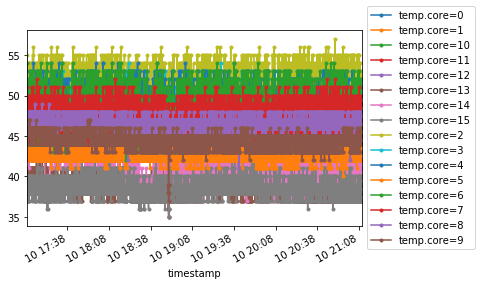 55
50
45
40
35
10 17:38
10 18:08
10 18:38
10 19:08
10 19:38
10 20:08
10 20:38
10 21:08
timestamp
temp.core=0
temp.core=1
temp.core=10
temp.core=11
temp.core=12
temp.core=13
temp.core=14
temp.core=15
temp.core=2
temp.core=3
temp.core=4
temp.core=5
temp.core=6
temp.core=7
temp.core=8
temp.core=9